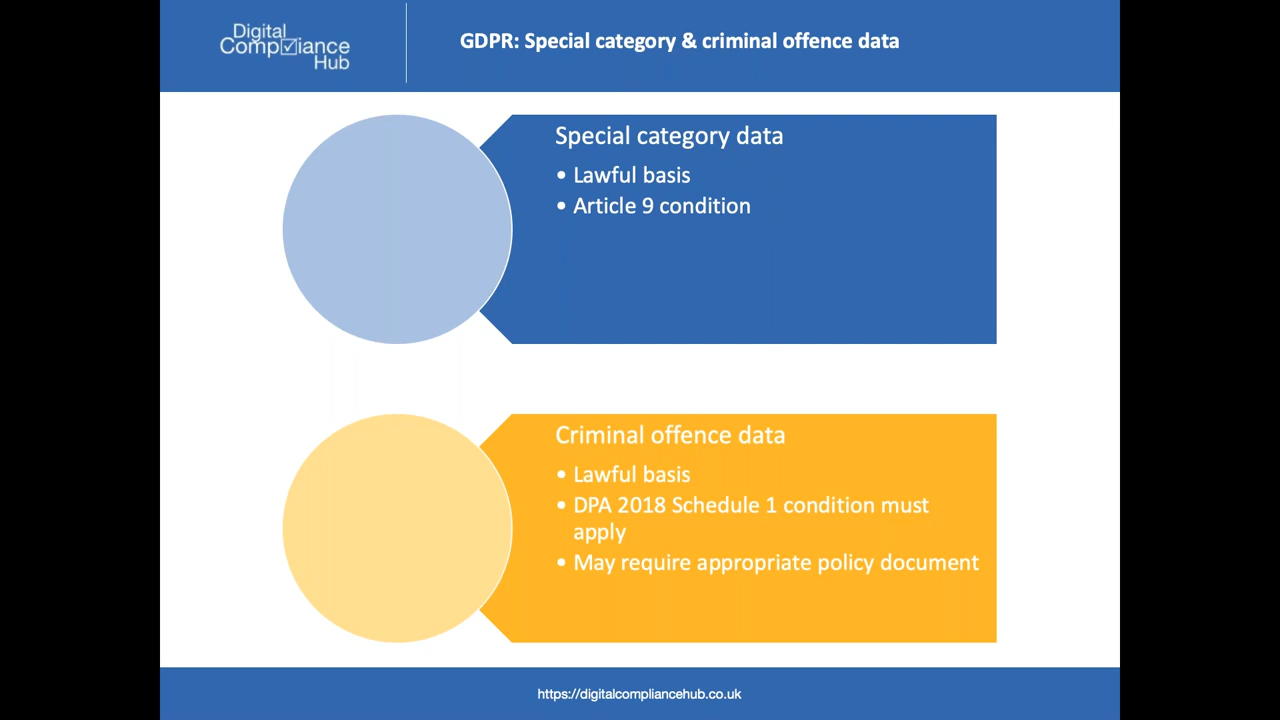 Digital
Compliance
Hub
GDPR: Special category & criminal offence data
Special category data
• Lawful basis
• Article 9 condition
Criminal offence data
• Lawful basis
• DPA 2018 Schedule 1 condition must
apply
• May require appropriate policy document
https://digitalcompliancehub.co.uk